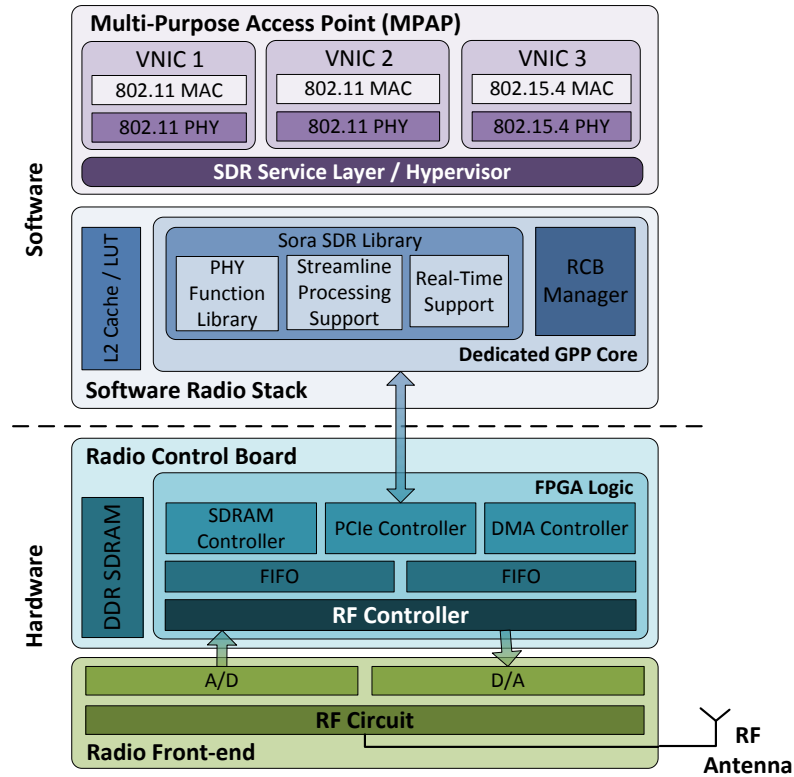 Multi-Purpose Access Point (MPAP)
VNIC 1
802.11 MAC
802.11 PHY
VNIC 2
802.11 MAC
802.11 PHY
VNIC 3
802.15.4 MAC
802.15.4 PHY
SDR Service Layer / Hypervisor
Software
L2 Cache / LUT
Sora SDR Library
PHY
Function
Library
Streamline
Processing
Support
Real-Time
Support
RCB
Manager
Dedicated GPP Core
Software Radio Stack
Hardware
Radio Control Board
FPGA Logic
DDR SDRAM
SDRAM
Controller
PCIe Controller
DMA Controller
FIFO
FIFO
RF Controller
A/D
D/A
RF Circuit
Radio Front-end
RF
Antenna